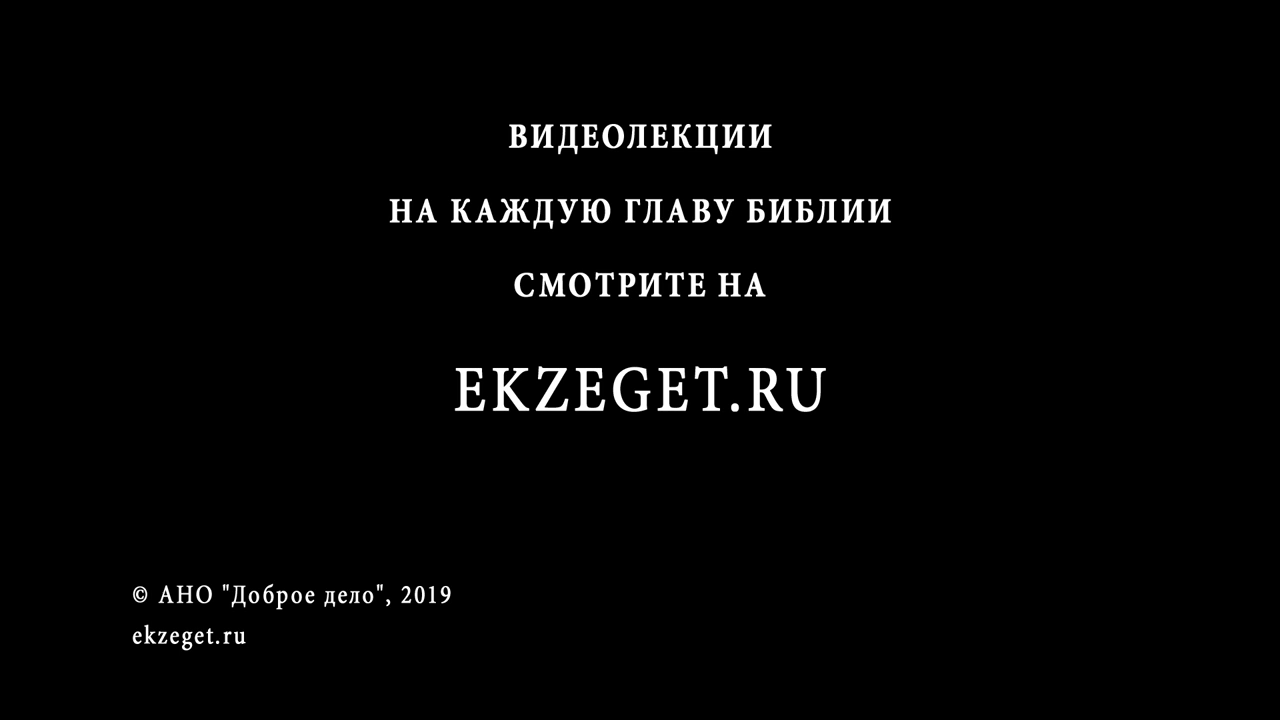 ВИДЕОЛЕКЦИИ
НА КАЖДУЮ ГЛАВУ БИБЛИИ
СМОТРИТЕ НА
EKZEGET.RU
© АНО "Доброе дело", 2019
ekzeget.ru